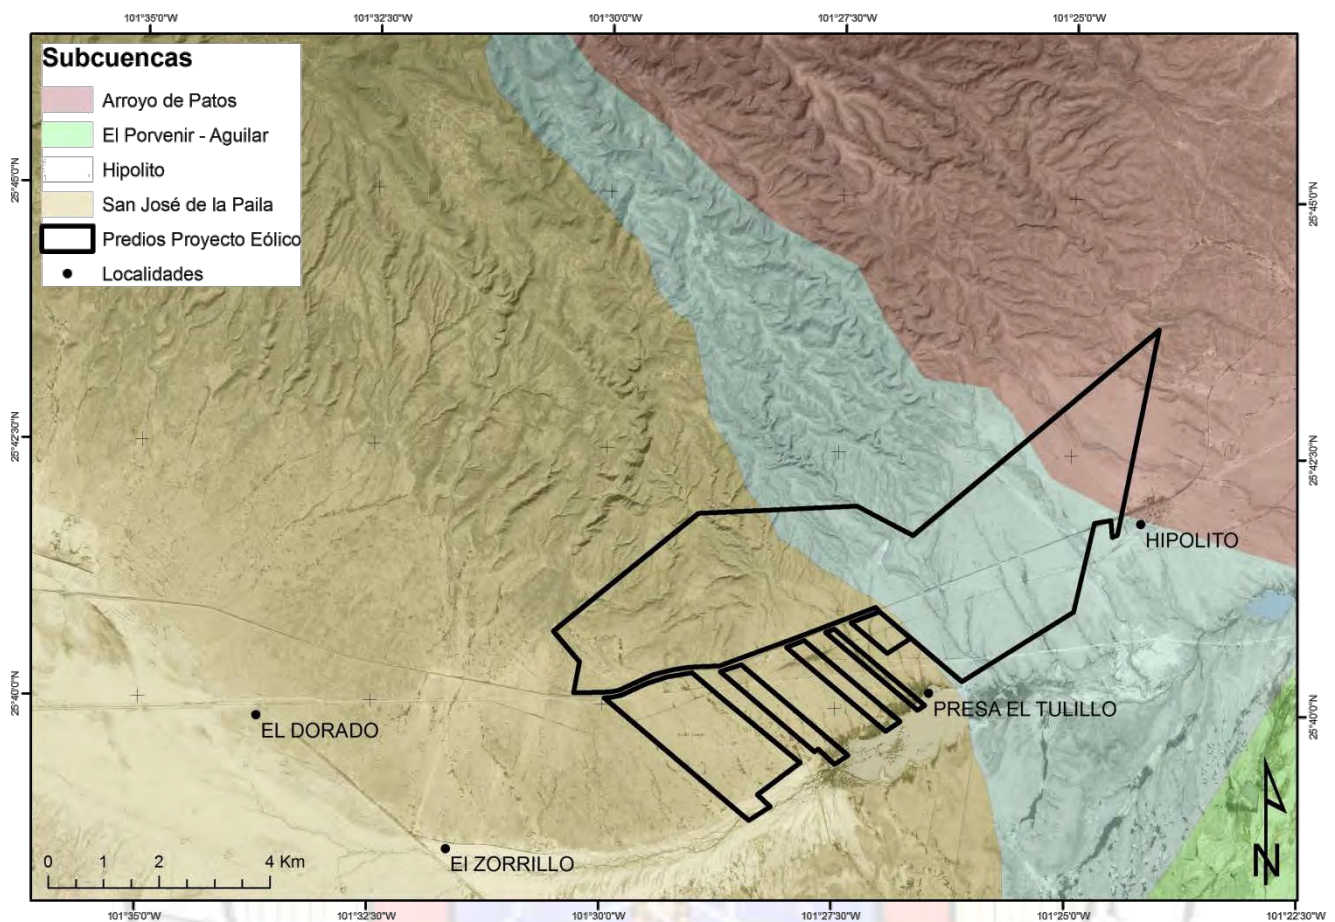 101°35'0"W 101°32'30"W 101°30'0"W 101°27'30"W 101°25'0"W
Subcuencas
Arroyo de Patos
El Porvenir - Aguilar
Hipolito
San José de la Paila
Predios Proyecto Eólico
Localidades
25°45'0"N
25°45'0"N
25°42'30"N
25°42'30"N
HIPOLITO
25°40'0"N
25°40'0"N
PRESA EL TULILLO
EL DORADO
El ZORRILLO
0 1 2 4 Km
N
101°35'0"W 101°32'30"W 101°30'0"W 101°27'30"W 101°25'0"W 101°22'30"W